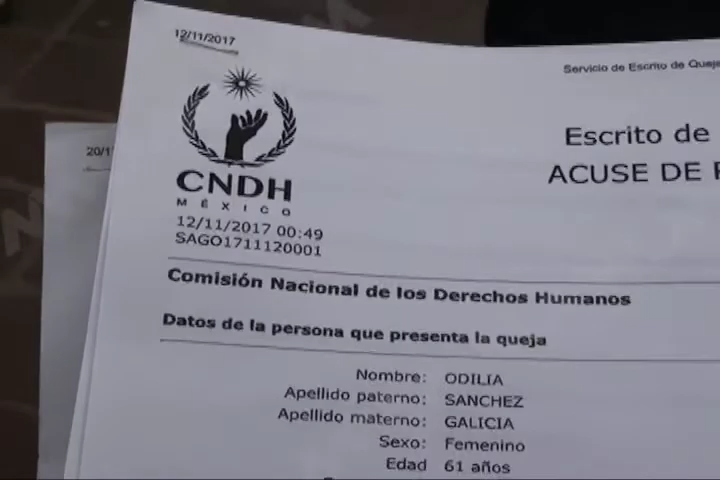 12/11/2017
Servicio de Escrito de Queja
Escrito de
ACUSE DE
CNDH
MÉXICO
12/11/2017 00:49
SAGO1711120001
Comisión Nacional de los Derechos Humanos
Datos de la persona que presenta la queja
Nombre: ODILIA
Apellido paterno: SANCHEZ
Apellido materno: GALICIA
Sexo: Femenino
Edad 61 años
20/1